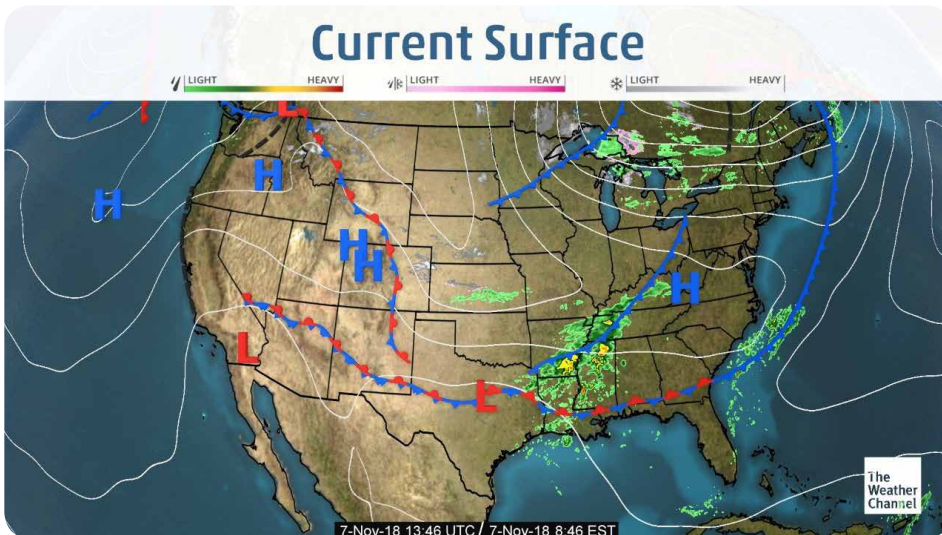 Current Surface
LIGHT HEAVY LIGHT HEAVY LIGHT HEAVY
L
H
H
H
H
H
L
L
The
Weather
Channel
7-Nov-18 13:46 UTC / 7-Nov-18 8:46 EST